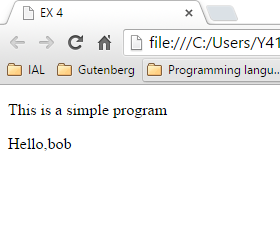 EX 4
file:///C:/Users/Y41
IAL Gutenberg Programming langu...
This is a simple program
Hello,bob